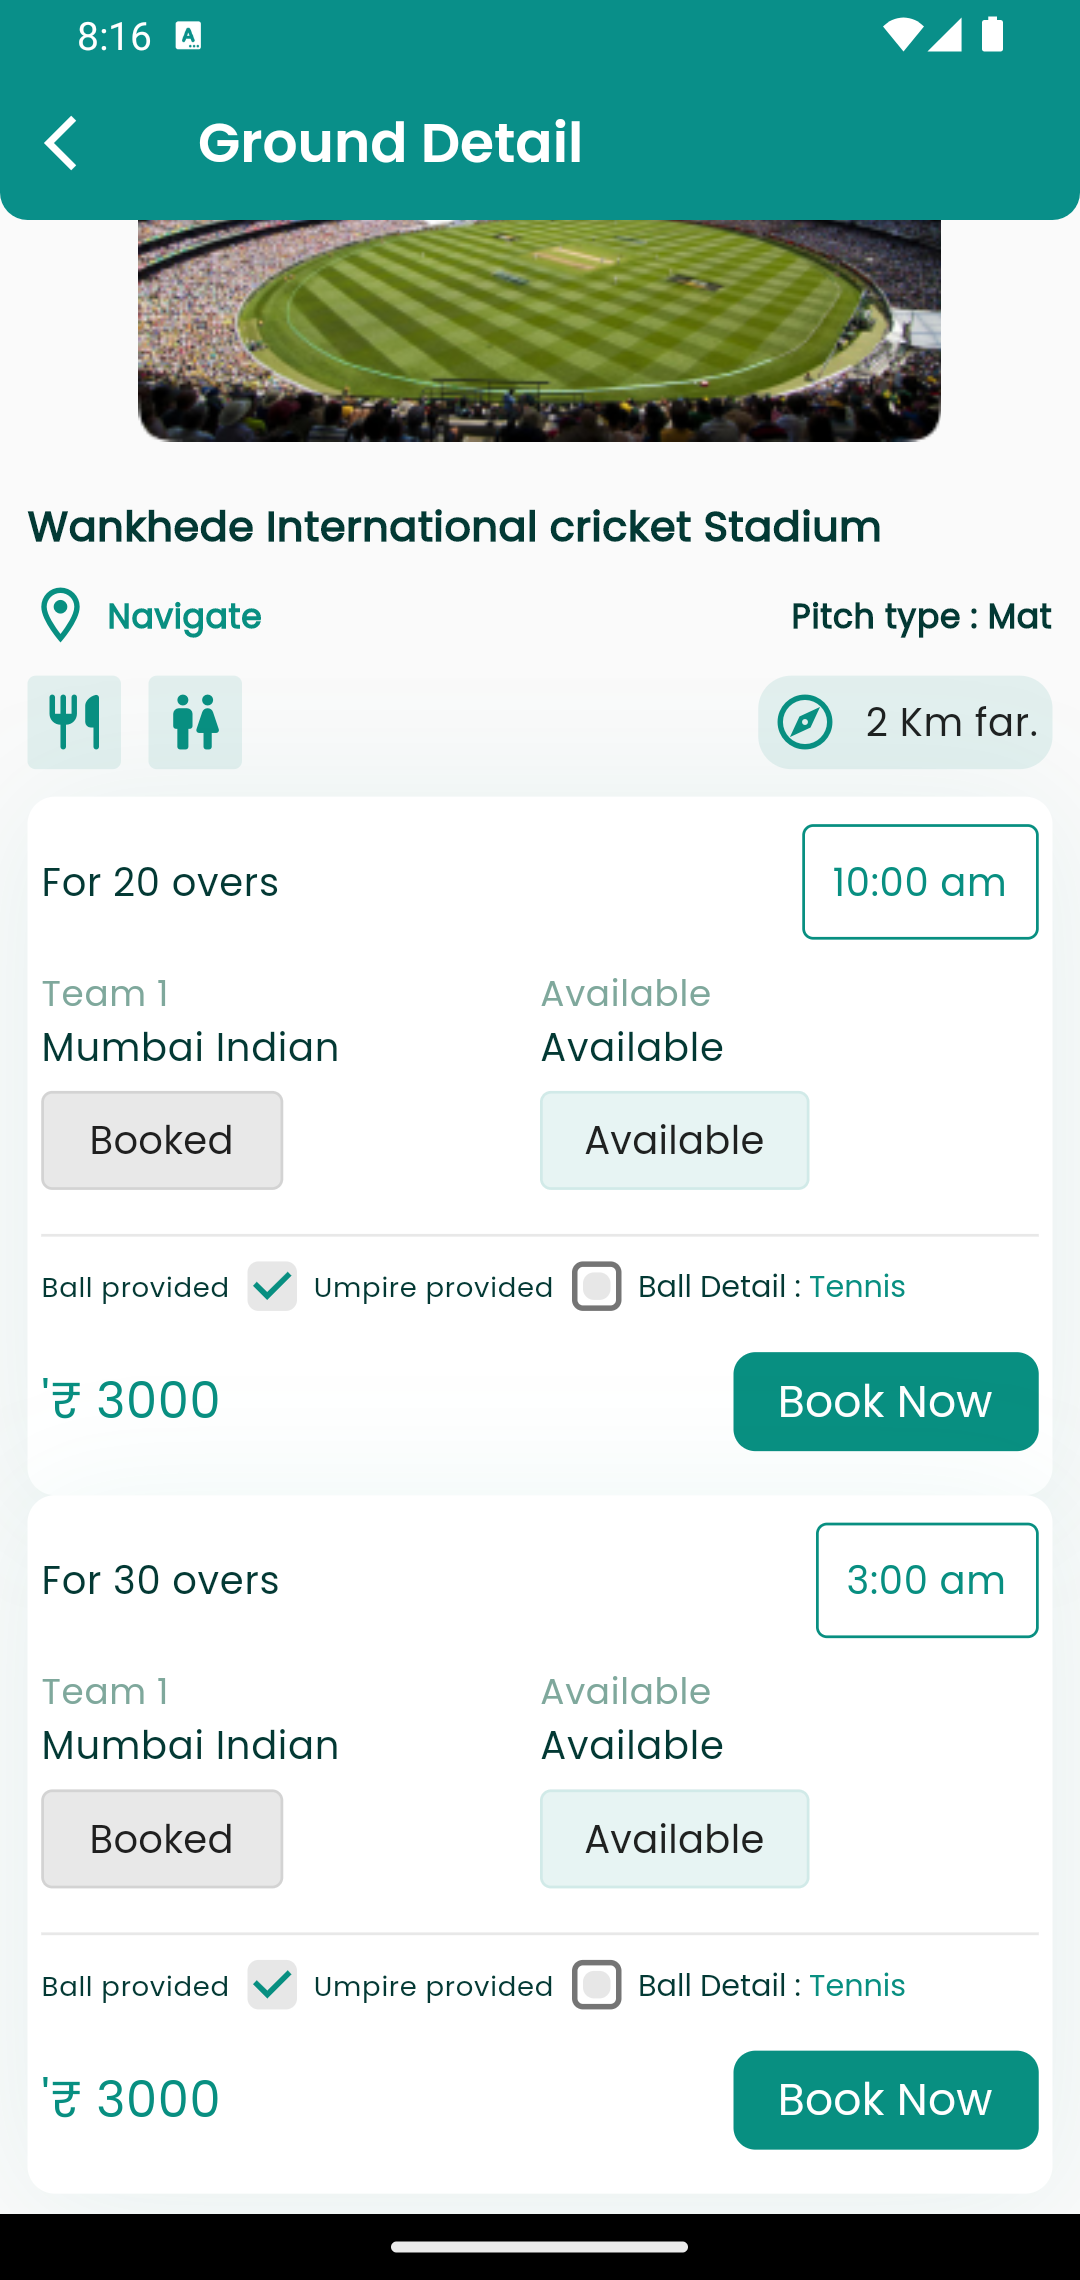 8:16
Ground Detail
Wankhede International cricket Stadium
Navigate
Pitch type : Mat
2 Km far.
For 20 overs
10:00 am
Team 1
Available
Mumbai Indian
Available
Booked
Available
Ball provided
Umpire provided
Ball Detail : Tennis
'₹ 3000
Book Now
For 30 overs
3:00 am
Team 1
Available
Mumbai Indian
Available
Booked
Available
Ball provided
Umpire provided
Ball Detail : Tennis
'₹ 3000
Book Now